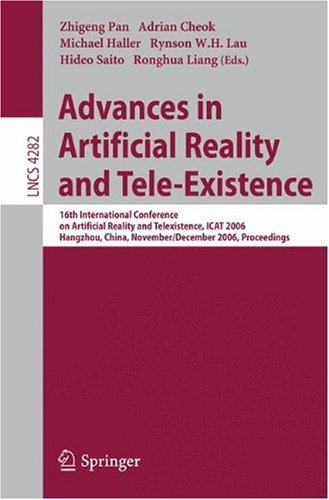 Zhigeng Pan Adrian Cheok
Michael Haller Rynson W.H. Lau
Hideo Saito Ronghua Liang (Eds.)
LNCS 4282
Advances in
Artificial Reality
and Tele-Existence
16th International Conference
on Artificial Reality and Telexistence, ICAT 2006
Hangzhou, China, November/December 2006, Proceedings
Springer